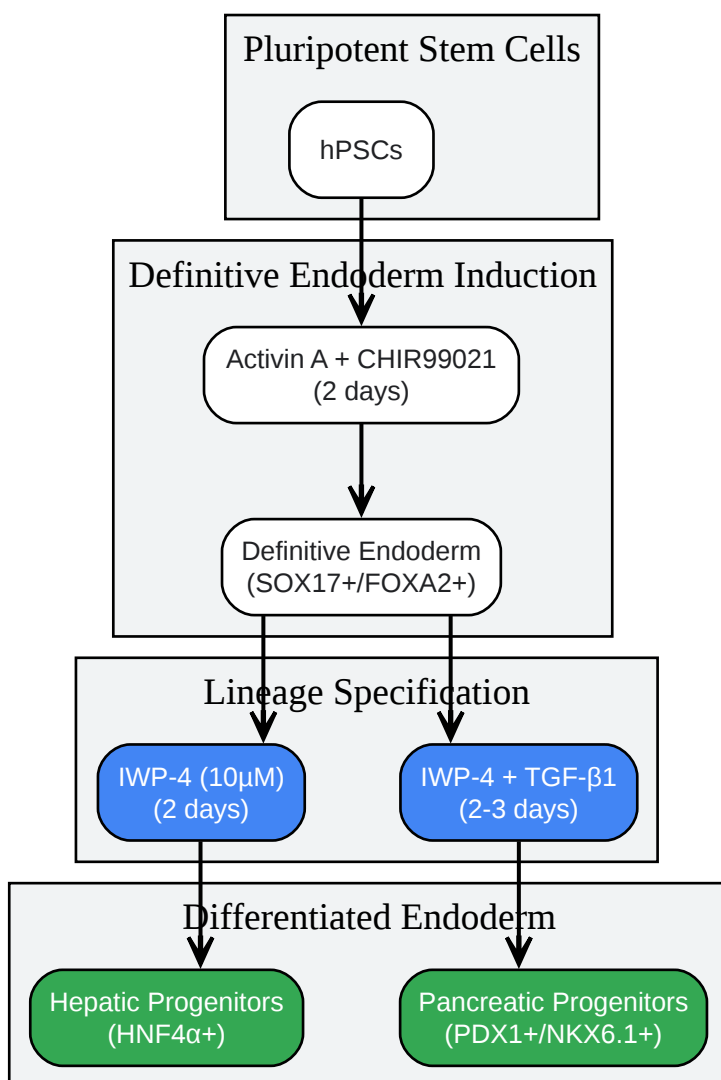 Pluripotent Stem Cells
hPSCs
Definitive Endoderm Induction
Activin A + CHIR99021
(2 days)
Definitive Endoderm
(SOX17+/FOXA2+)
Lineage Specification
IWP-4 (10μM)
(2 days)
IWP-4 + TGF-β1
(2-3 days)
Differentiated Endoderm
Hepatic Progenitors
(HNF4α+)
Pancreatic Progenitors
(PDX1+/NKX6.1+)